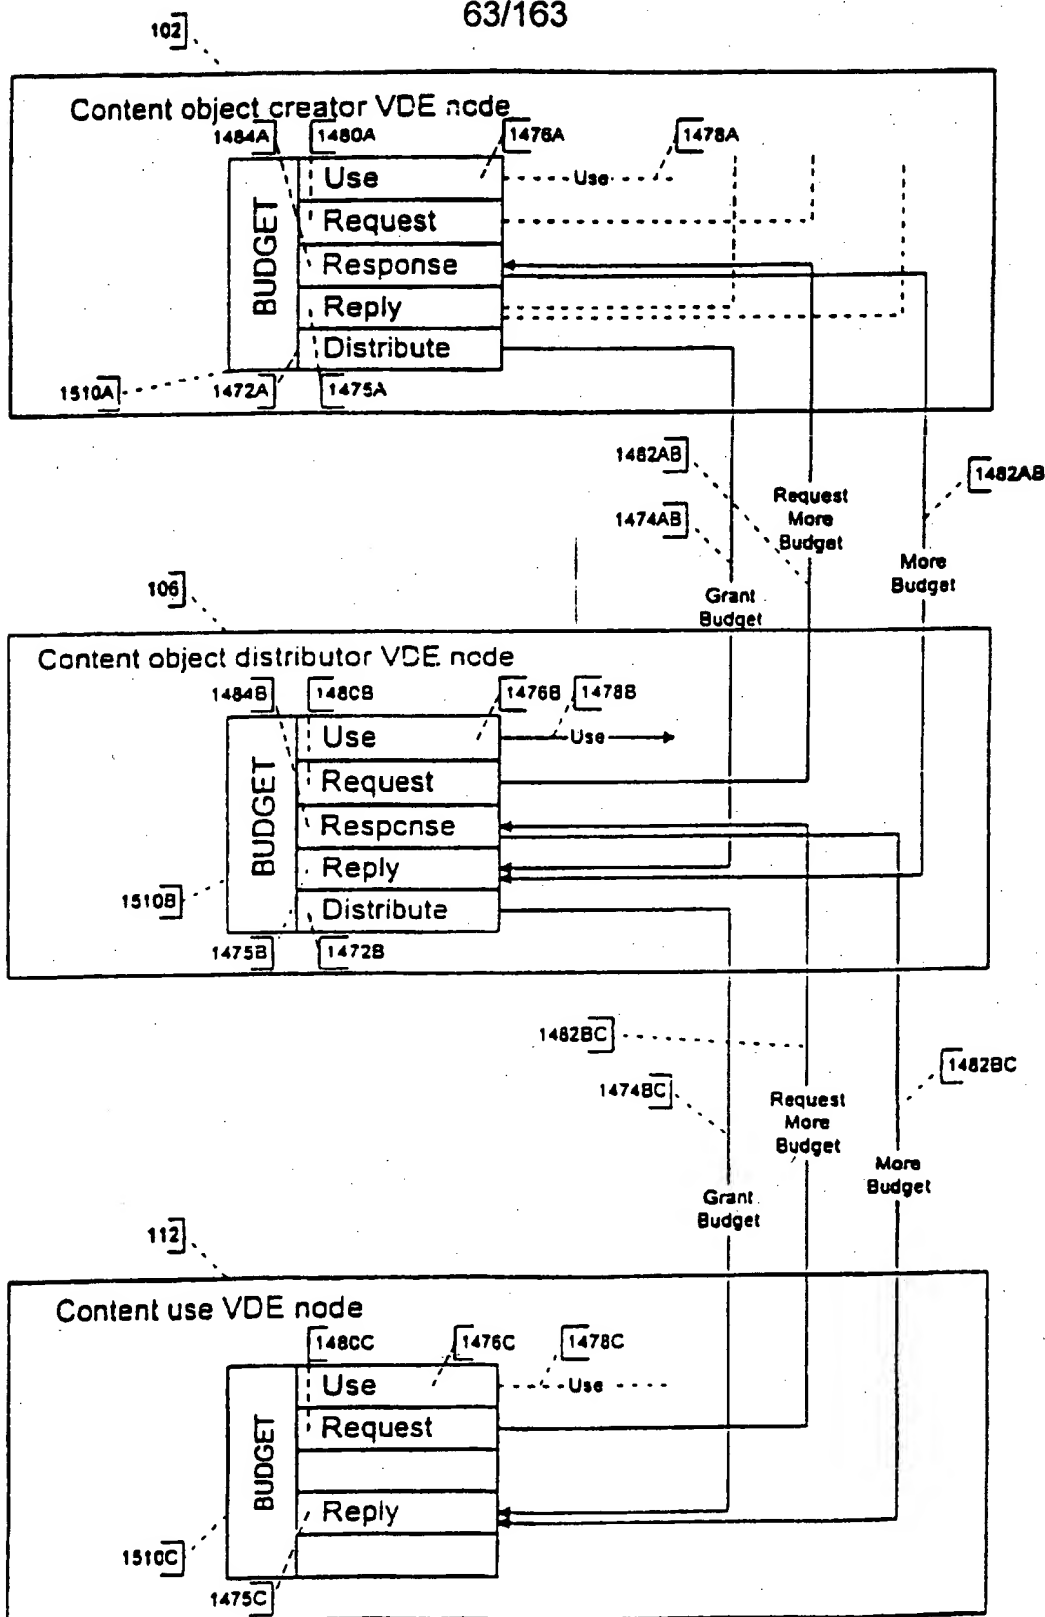 63/163
102
Content object creator VDE node
1484A
1480A
1476A
1478A
BUDGET
Use
Use
Request
Response
Reply
Distribute
1510A
1472A
1475A
1482AB
1482AB
Request
More
Budget
1474AB
More
Budget
Grant
Budget
106
Content object distributor VDE node
1484B
148CB
1476B
1478B
BUDGET
Use
Use
Request
Respcnse
Reply
Distribute
1510B
1475B
1472B
1482BC
1482BC
1474BC
Request
More
Budget
More
Budget
Grant
Budget
112
Content use VDE node
148CC
1476C
1478C
BUDGET
Use
Use
Request
Reply
1510C
1475C